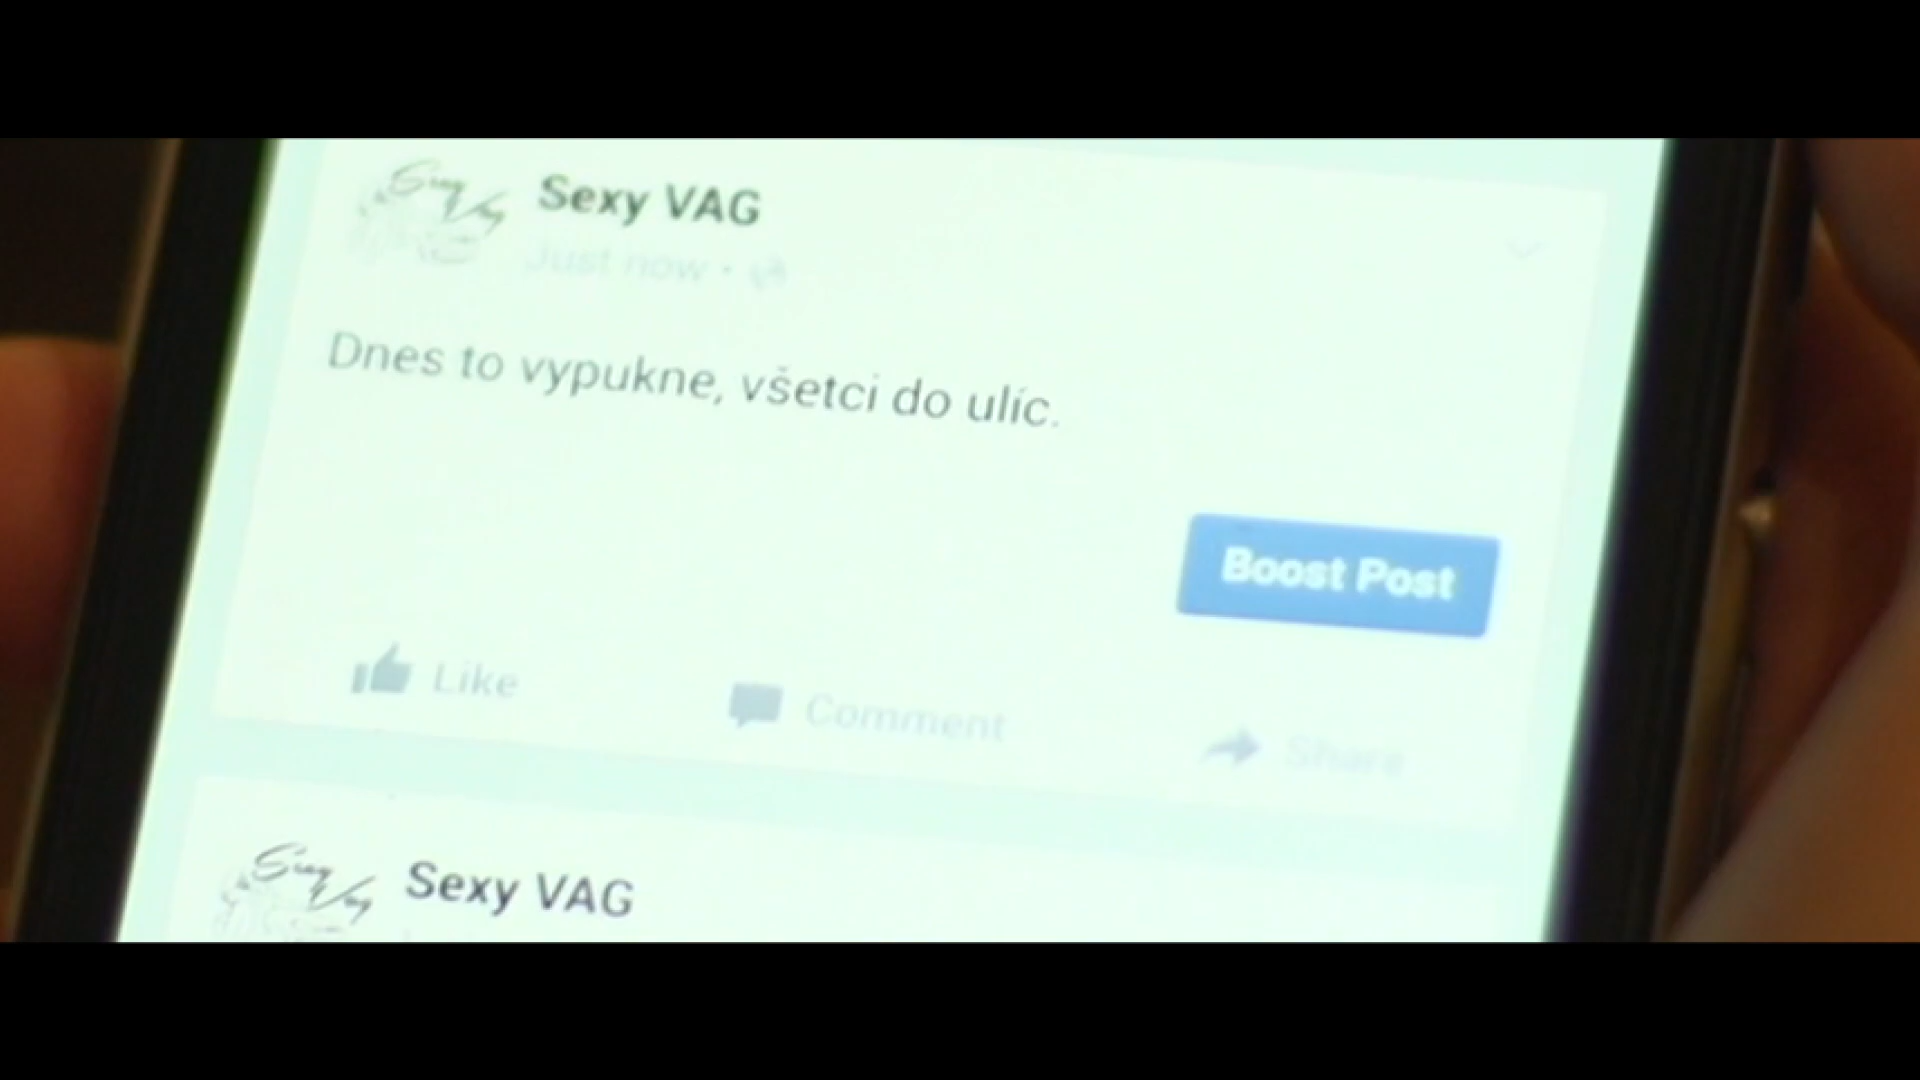 Sexy VAG
Just now
Dnes to vypukne, všetci do ulíc.
Boost Post
Like
Comment
Share
Sexy VAG